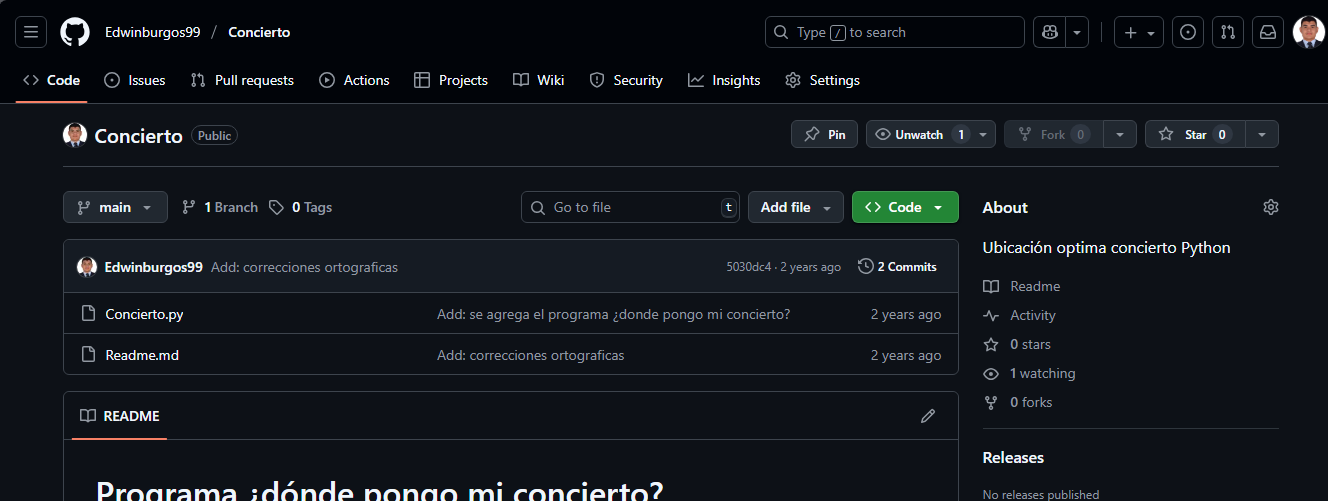 Edwinburgos99 / Concierto Type / to search
Code Issues Pull requests Actions Projects Wiki Security Insights Settings
Concierto Public Pin Unwatch 1 Fork 0 Star 0
main 1 Branch 0 Tags Go to file t Add file Code
Edwinburgos99 Add: correcciones ortograficas 5030dc4 · 2 years ago 2 Commits
Concierto.py Add: se agrega el programa ¿donde pongo mi concierto? 2 years ago
Readme.md Add: correcciones ortograficas 2 years ago
README
Programa ¿dónde pongo mi concierto?
About
Ubicación optima concierto Python
Readme
Activity
0 stars
1 watching
0 forks
Releases
No releases published